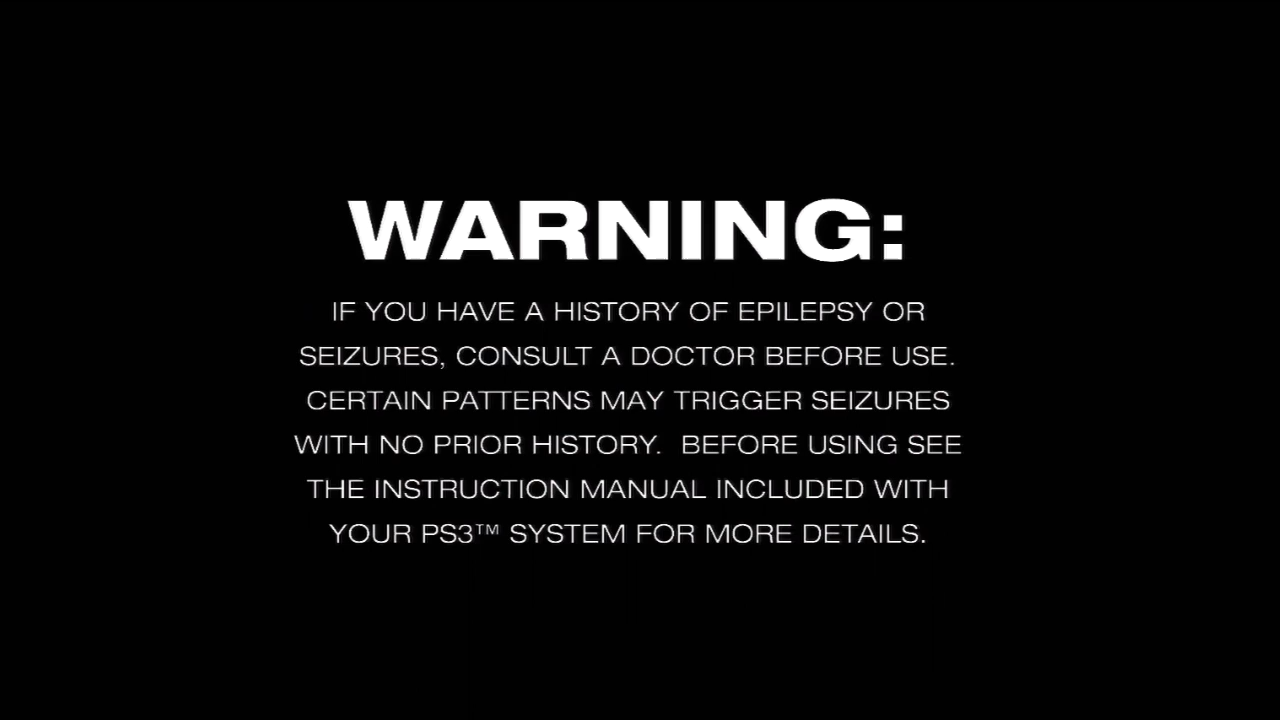 WARNING:
IF YOU HAVE A HISTORY OF EPILEPSY OR
SEIZURES, CONSULT A DOCTOR BEFORE USE.
CERTAIN PATTERNS MAY TRIGGER SEIZURES
WITH NO PRIOR HISTORY.  BEFORE USING SEE
THE INSTRUCTION MANUAL INCLUDED WITH
YOUR PS3™ SYSTEM FOR MORE DETAILS.